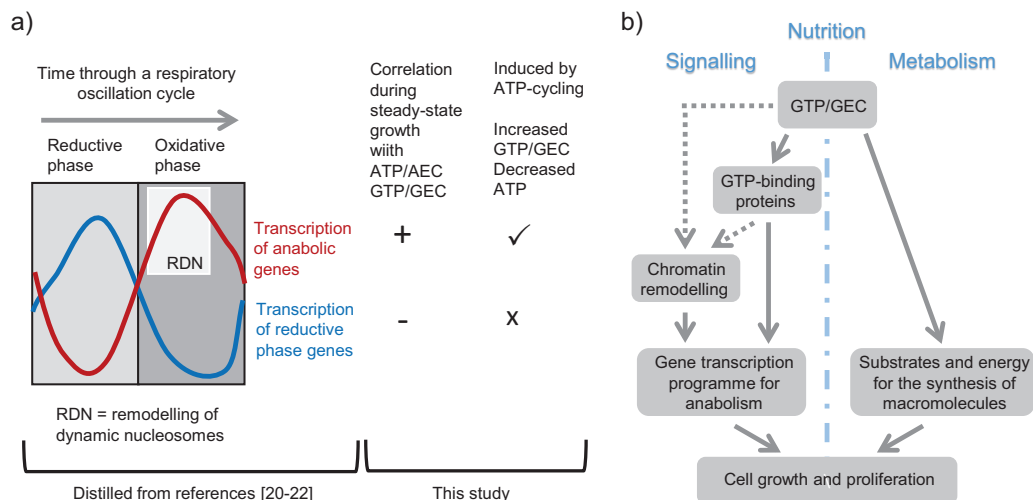 a)
Time through a respiratory
oscillation cycle
Reductive
phase
Oxidative
phase
RDN
Transcription
of anabolic
genes
Transcription
of reductive
phase genes
RDN = remodelling of
dynamic nucleosomes
Distilled from references [20-22]
Correlation
during
steady-state
growth
wiith
ATP/AEC
GTP/GEC
+
-
Induced by
ATP-cycling
Increased
GTP/GEC
Decreased
ATP
✓
x
This study
b)
Nutrition
Signalling
Metabolism
GTP/GEC
GTP-binding
proteins
Chromatin
remodelling
Gene transcription
programme for
anabolism
Substrates and energy
for the synthesis of
macromolecules
Cell growth and proliferation